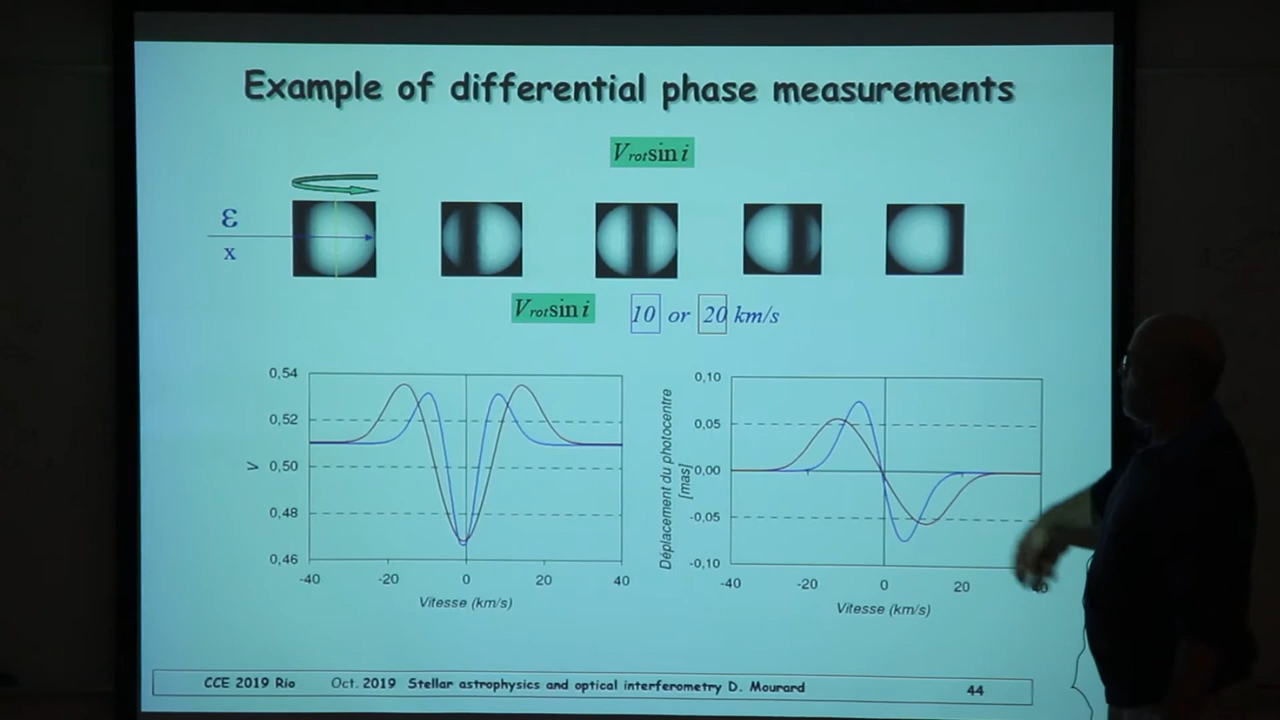 Example of differential phase measurements
Vrotsin i
ε
x
Vrotsin i 10 or 20 km/s
0,54
0,52
0,50
0,48
0,46
V
-40 -20 0 20 40
Vitesse (km/s)
0,10
0,05
0,00
-0,05
-0,10
Déplacement du photocentre
[mas]
-40 -20 0 20 40
Vitesse (km/s)
CCE 2019 Rio Oct. 2019 Stellar astrophysics and optical interferometry D. Mourard 44